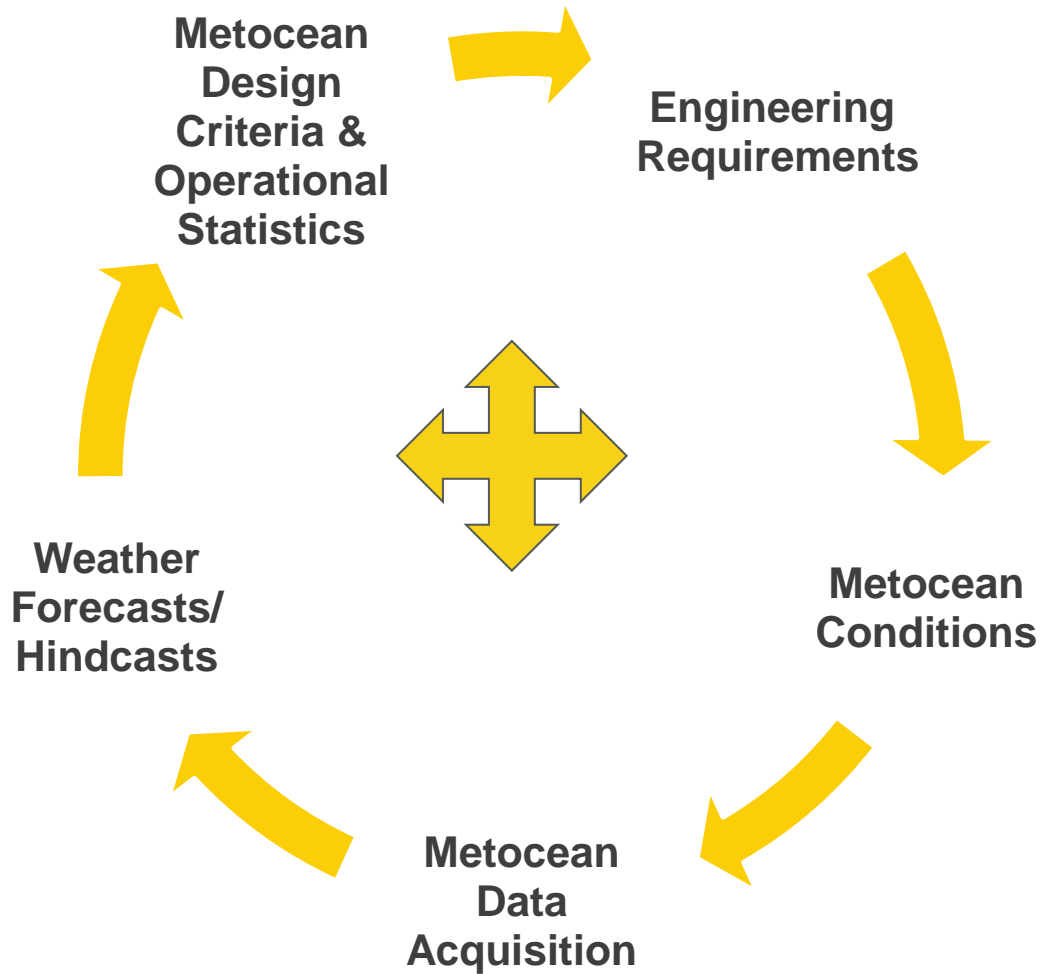 Metocean
Design
Criteria &
Operational
Statistics
Engineering
Requirements
Metocean
Conditions
Metocean
Data
Acquisition
Weather
Forecasts/
Hindcasts